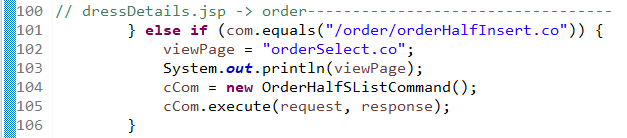 100 // dressDetails.jsp -> order----------------------------------
101 } else if (com.equals("/order/orderHalfInsert.co")) {
102 viewPage = "orderSelect.co";
103 System.out.println(viewPage);
104 cCom = new OrderHalfSListCommand();
105 cCom.execute(request, response);
106 }